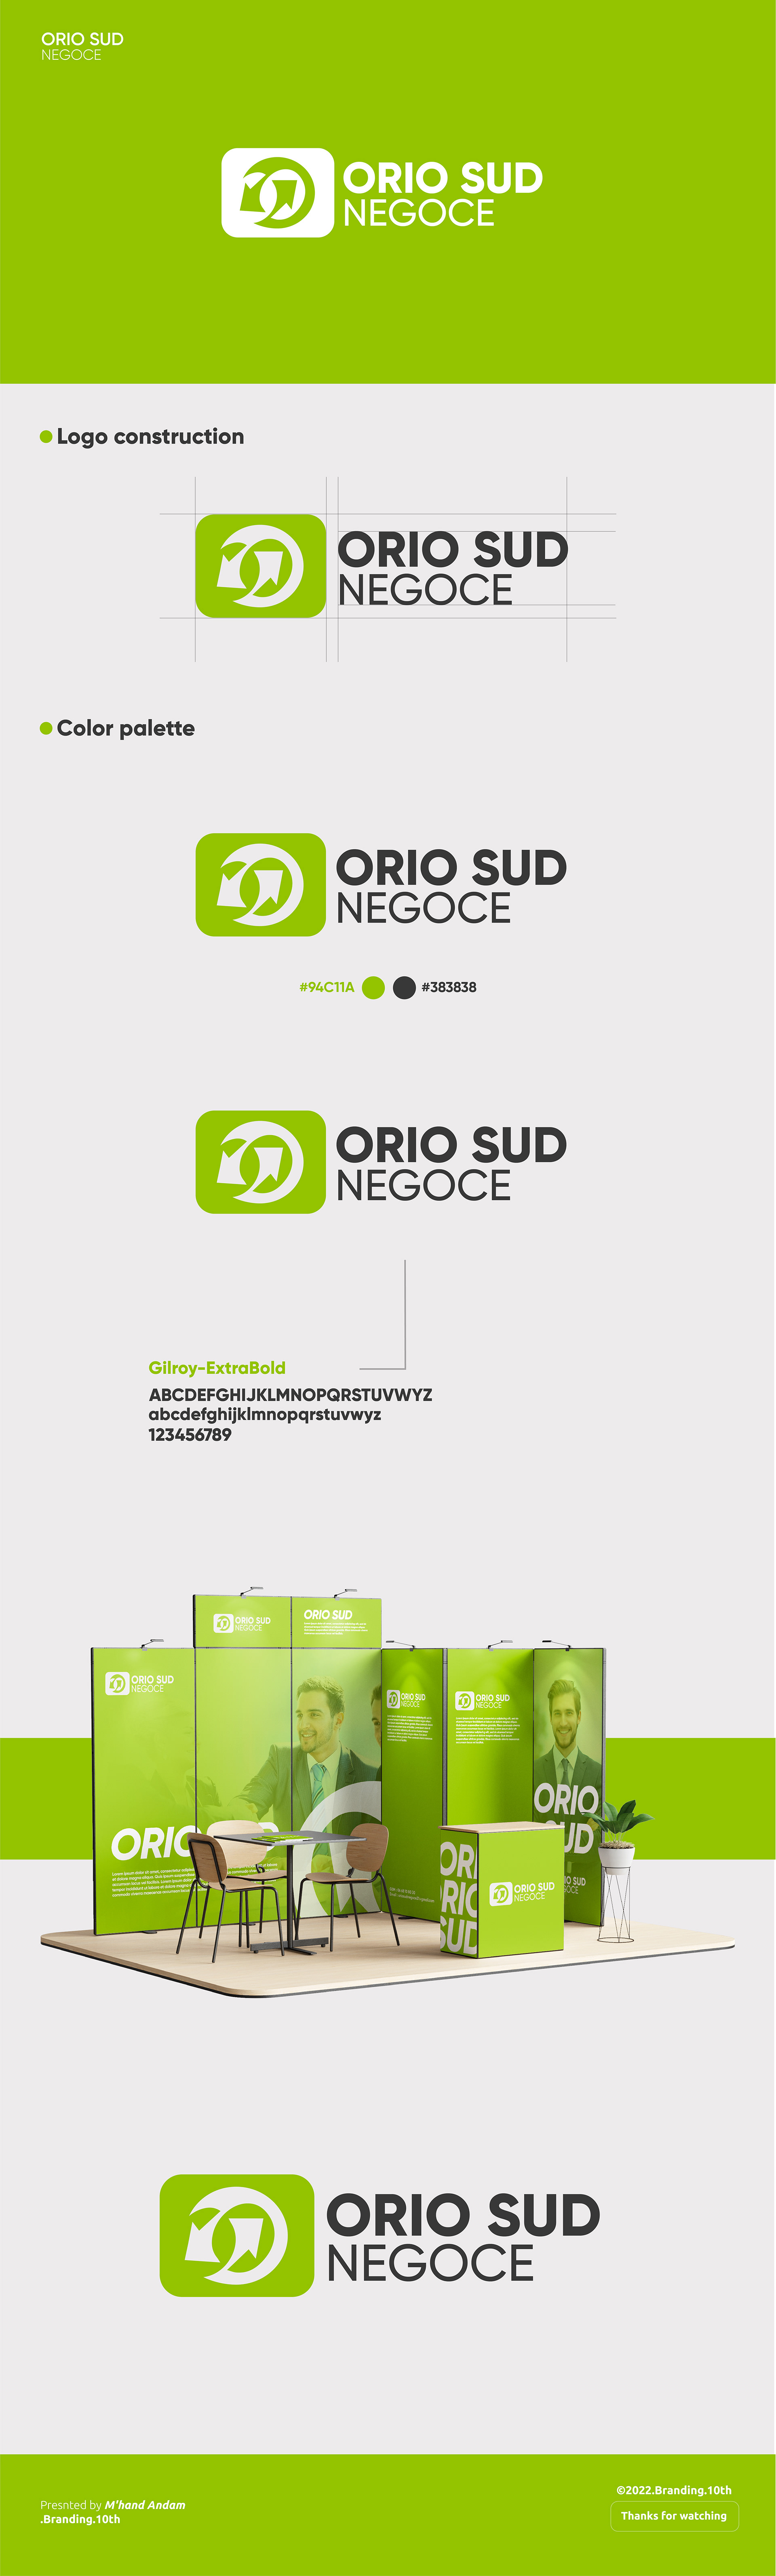 ORIO SUD
NEGOCE
ORIO SUD
NEGOCE
Logo construction
ORIO SUD
NEGOCE
Color palette
ORIO SUD
NEGOCE
#94C11A
#383838
ORIO SUD
NEGOCE
Gilroy-ExtraBold
ABCDEFGHIJKLMNOPQRSTUVWYZ
abcdefghijklmnopqrstuvwyz
123456789
ORIO SUD
NEGOCE
ORIO SUD
ORIO SUD
NEGOCE
ORIO SUD
NEGOCE
ORIO SUD
NEGOCE
ORIO
ORIO SUD
NEGOCE
ORIO SUD
NEGOCE
Presnted by M'hand Andam
.Branding.10th
©2022.Branding.10th
Thanks for watching